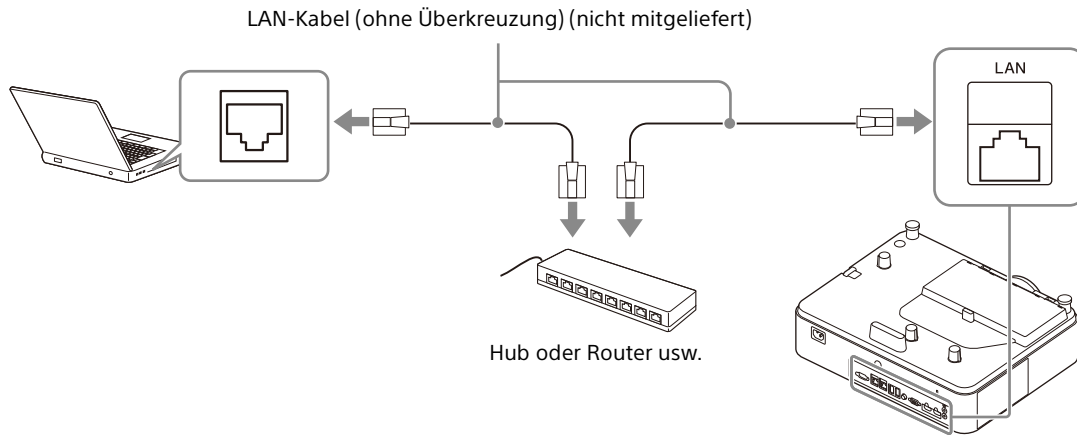 LAN-Kabel (ohne Überkreuzung) (nicht mitgeliefert)
LAN
Hub oder Router usw.